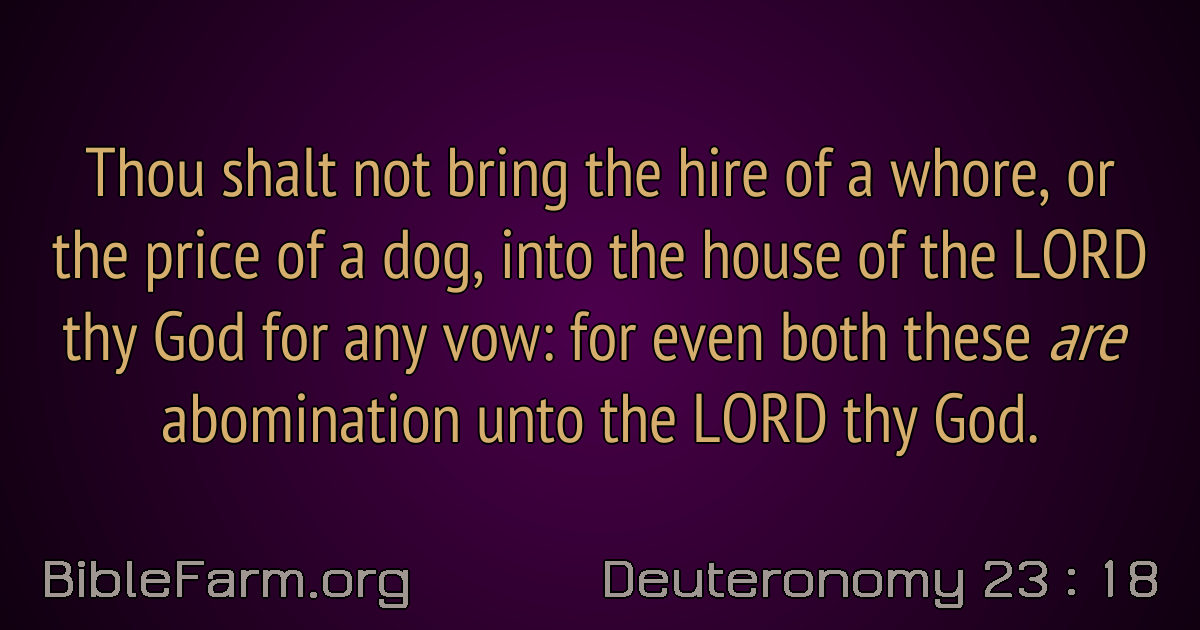 Thou shalt not bring the hire of a whore, or
the price of a dog, into the house of the LORD
thy God for any vow: for even both these are
abomination unto the LORD thy God.
BibleFarm.org
Deuteronomy 23 : 18